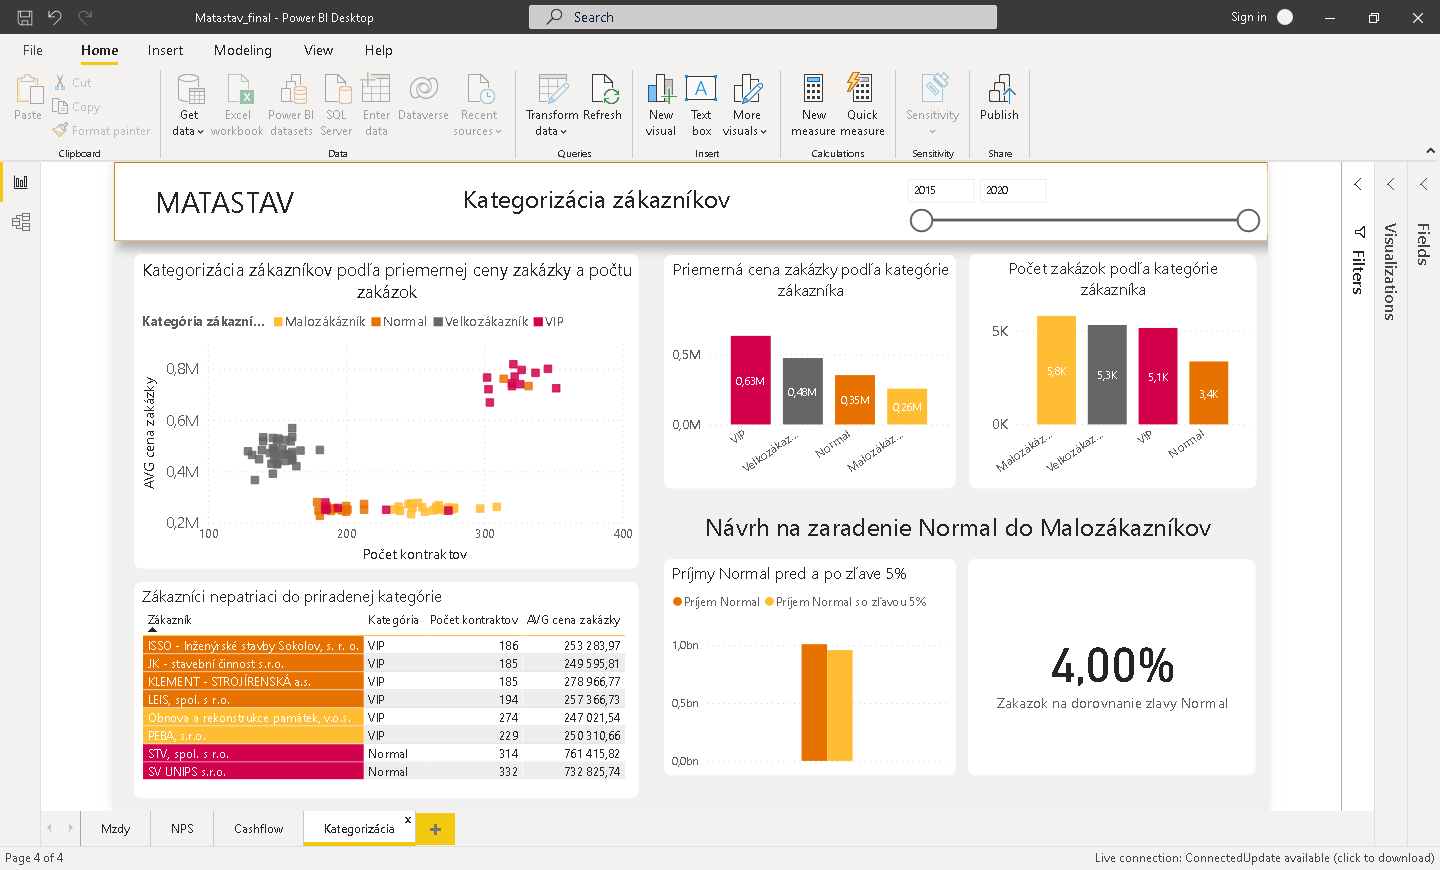 Matastav_final - Power BI Desktop
Search
Sign in
File Home Insert Modeling View Help
Paste
Cut
Copy
Format painter
Clipboard
Get data
Excel workbook
Power BI datasets
SQL Server
Enter data
Dataverse
Recent sources
Data
Transform data
Refresh
Queries
New visual
Text box
More visuals
Insert
New measure
Quick measure
Calculations
Sensitivity
Sensitivity
Publish
Share
MATASTAV
Kategorizácia zákazníkov
2015 2020
Kategorizácia zákazníkov podľa priemernej ceny zakázky a počtu
zakázok
Kategória zákazní... Malozákázník Normal Velkozákazník VIP
AVG cena zakázky
0,8M
0,6M
0,4M
0,2M
100 200 300 400
Počet kontraktov
Priemerná cena zakázky podľa kategórie
zákazníka
0,5M
0,0M
0,63M 0,48M 0,35M 0,26M
VIP Velkozákaz... Normal Malozákáz...
Počet zakázok podľa kategórie
zákazníka
5K
0K
5,8K 5,3K 5,1K 3,4K
Malozákáz... Velkozákaz... VIP Normal
Návrh na zaradenie Normal do Malozákazníkov
Zákazníci nepatriaci do priradenej kategórie
Zákazník Kategória Počet kontraktov AVG cena zakázky
ISSO - Inženýrské stavby Sokolov, s. r. o. VIP 186 253 283,97
JK - stavební činnost s.r.o. VIP 185 249 595,81
KLEMENT - STROJÍRENSKÁ a.s. VIP 185 278 966,77
LEIS, spol. s r.o. VIP 194 257 366,73
Obnova a rekonstrukce památek, v.o.s. VIP 274 247 021,54
PEBA, s.r.o. VIP 229 250 310,66
STV, spol. s r.o. Normal 314 761 415,82
SV UNIPS s.r.o. Normal 332 732 825,74
Príjmy Normal pred a po zľave 5%
Príjem Normal Príjem Normal so zľavou 5%
1,0bn
0,5bn
0,0bn
4,00%
Zakazok na dorovnanie zlavy Normal
Filters
Visualizations
Fields
Mzdy NPS Cashflow Kategorizácia x +
Page 4 of 4
Live connection: ConnectedUpdate available (click to download)